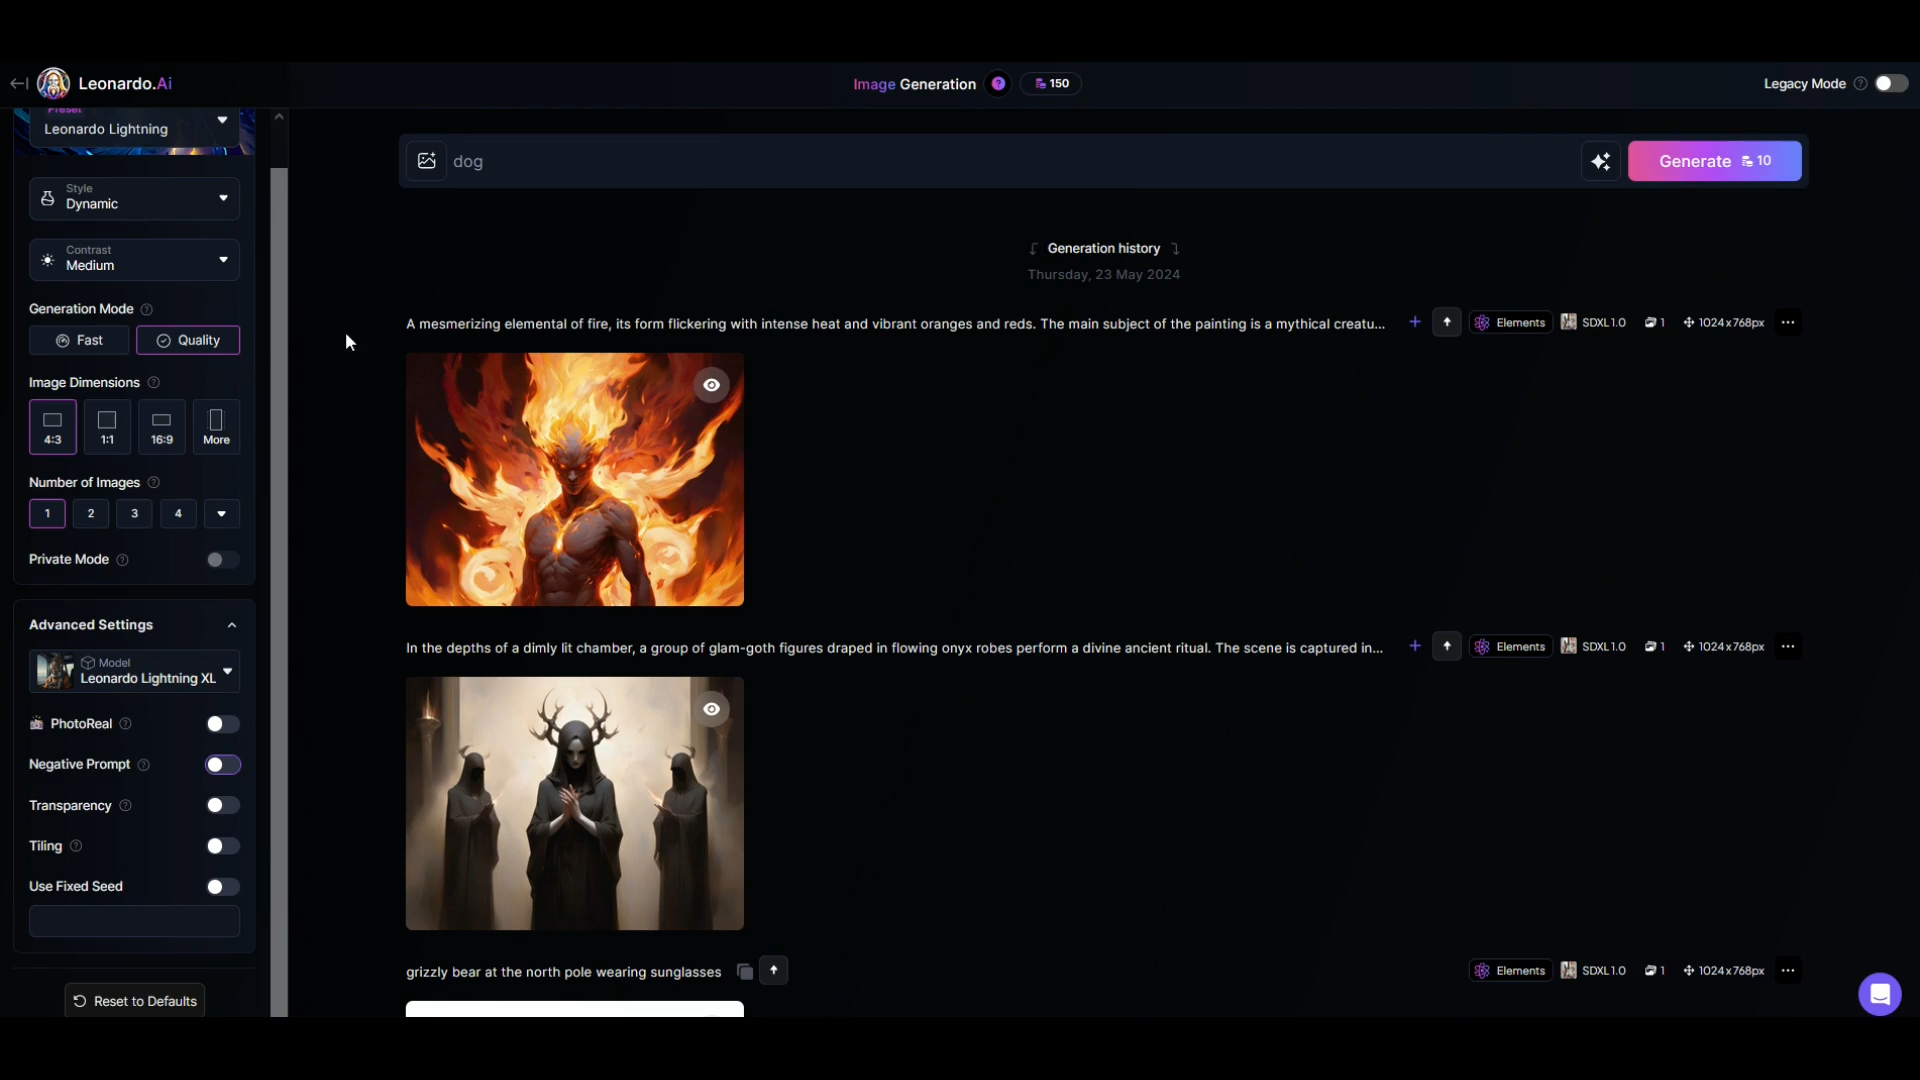 Leonardo.Ai
Image Generation
?
150
Legacy Mode ?
Preset
Leonardo Lightning
Style
Dynamic
Contrast
Medium
Generation Mode ?
Fast
Quality
Image Dimensions ?
4:3
1:1
16:9
More
Number of Images ?
1
2
3
4
Private Mode ?
Advanced Settings
Model
Leonardo Lightning XL
PhotoReal ?
Negative Prompt ?
Transparency ?
Tiling ?
Use Fixed Seed
Reset to Defaults
dog
Generate 10
Generation history
Thursday, 23 May 2024
A mesmerizing elemental of fire, its form flickering with intense heat and vibrant oranges and reds. The main subject of the painting is a mythical creatu...
Elements SDXL 1.0 1 1024x768px
In the depths of a dimly lit chamber, a group of glam-goth figures draped in flowing onyx robes perform a divine ancient ritual. The scene is captured in...
Elements SDXL 1.0 1 1024x768px
grizzly bear at the north pole wearing sunglasses
Elements SDXL 1.0 1 1024x768px